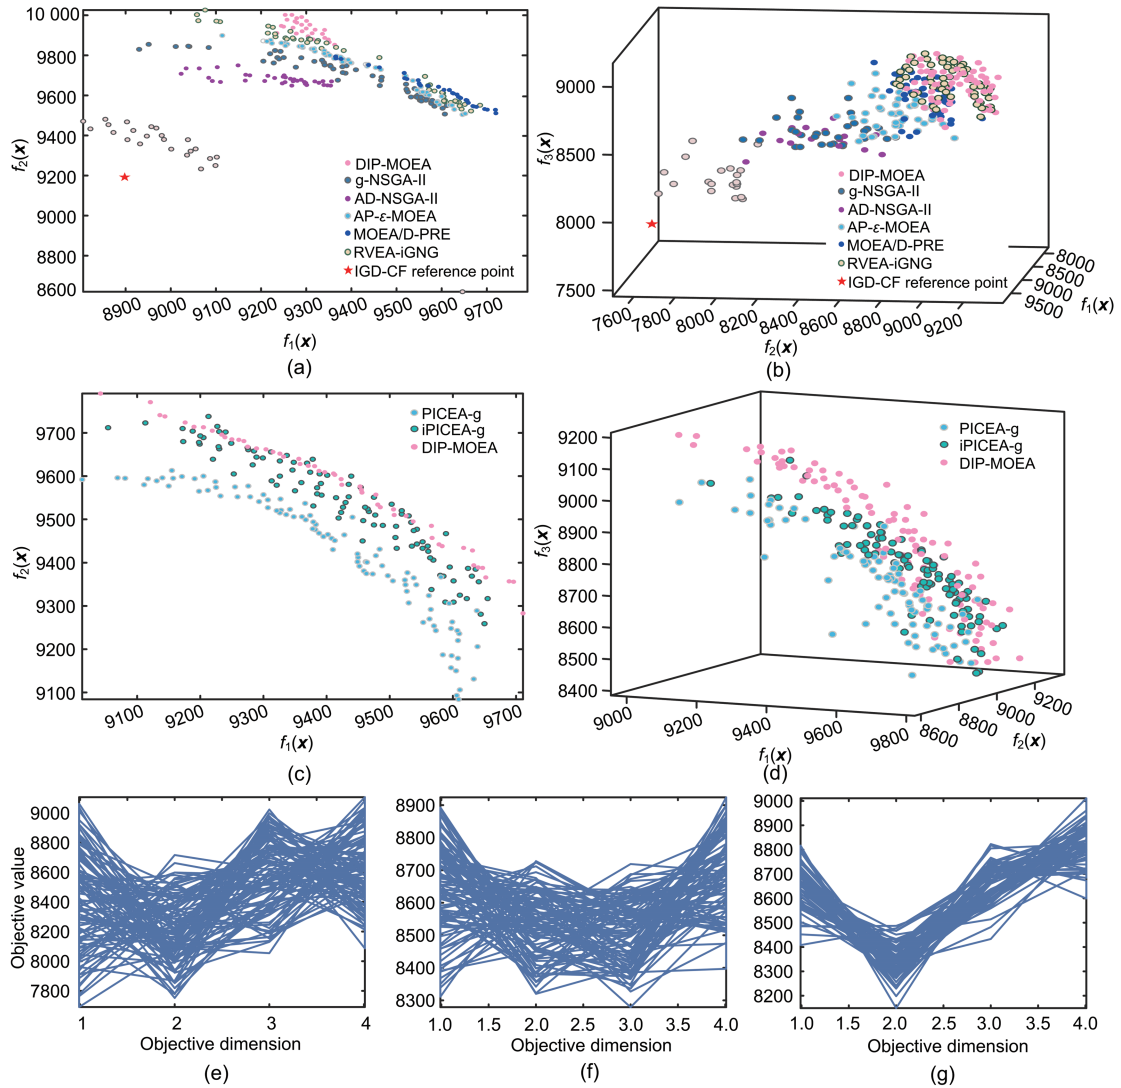 10 000
9800
9600
9400
9200
9000
8800
8600
f2(x)
8900 9000 9100 9200 9300 9400 9500 9600 9700
f1(x)
(a)
DIP-MOEA
g-NSGA-II
AD-NSGA-II
AP-ε-MOEA
MOEA/D-PRE
RVEA-iGNG
IGD-CF reference point
9000
8500
8000
7500
f3(x)
7600 7800 8000 8200 8400 8600 8800 9000 9200
f2(x)
8000
8500
9000
9500
f1(x)
(b)
DIP-MOEA
g-NSGA-II
AD-NSGA-II
AP-ε-MOEA
MOEA/D-PRE
RVEA-iGNG
IGD-CF reference point
9700
9600
9500
9400
9300
9200
9100
f2(x)
9100 9200 9300 9400 9500 9600 9700
f1(x)
(c)
PICEA-g
iPICEA-g
DIP-MOEA
9200
9100
9000
8900
8800
8700
8600
8500
8400
f3(x)
9000 9200 9400 9600 9800
f1(x)
8600 8800 9000 9200
f2(x)
(d)
PICEA-g
iPICEA-g
DIP-MOEA
9000
8800
8600
8400
8200
8000
7800
Objective value
1 2 3 4
Objective dimension
(e)
8900
8800
8700
8600
8500
8400
8300
1.0 1.5 2.0 2.5 3.0 3.5 4.0
Objective dimension
(f)
9000
8900
8800
8700
8600
8500
8400
8300
8200
1.0 1.5 2.0 2.5 3.0 3.5 4.0
Objective dimension
(g)